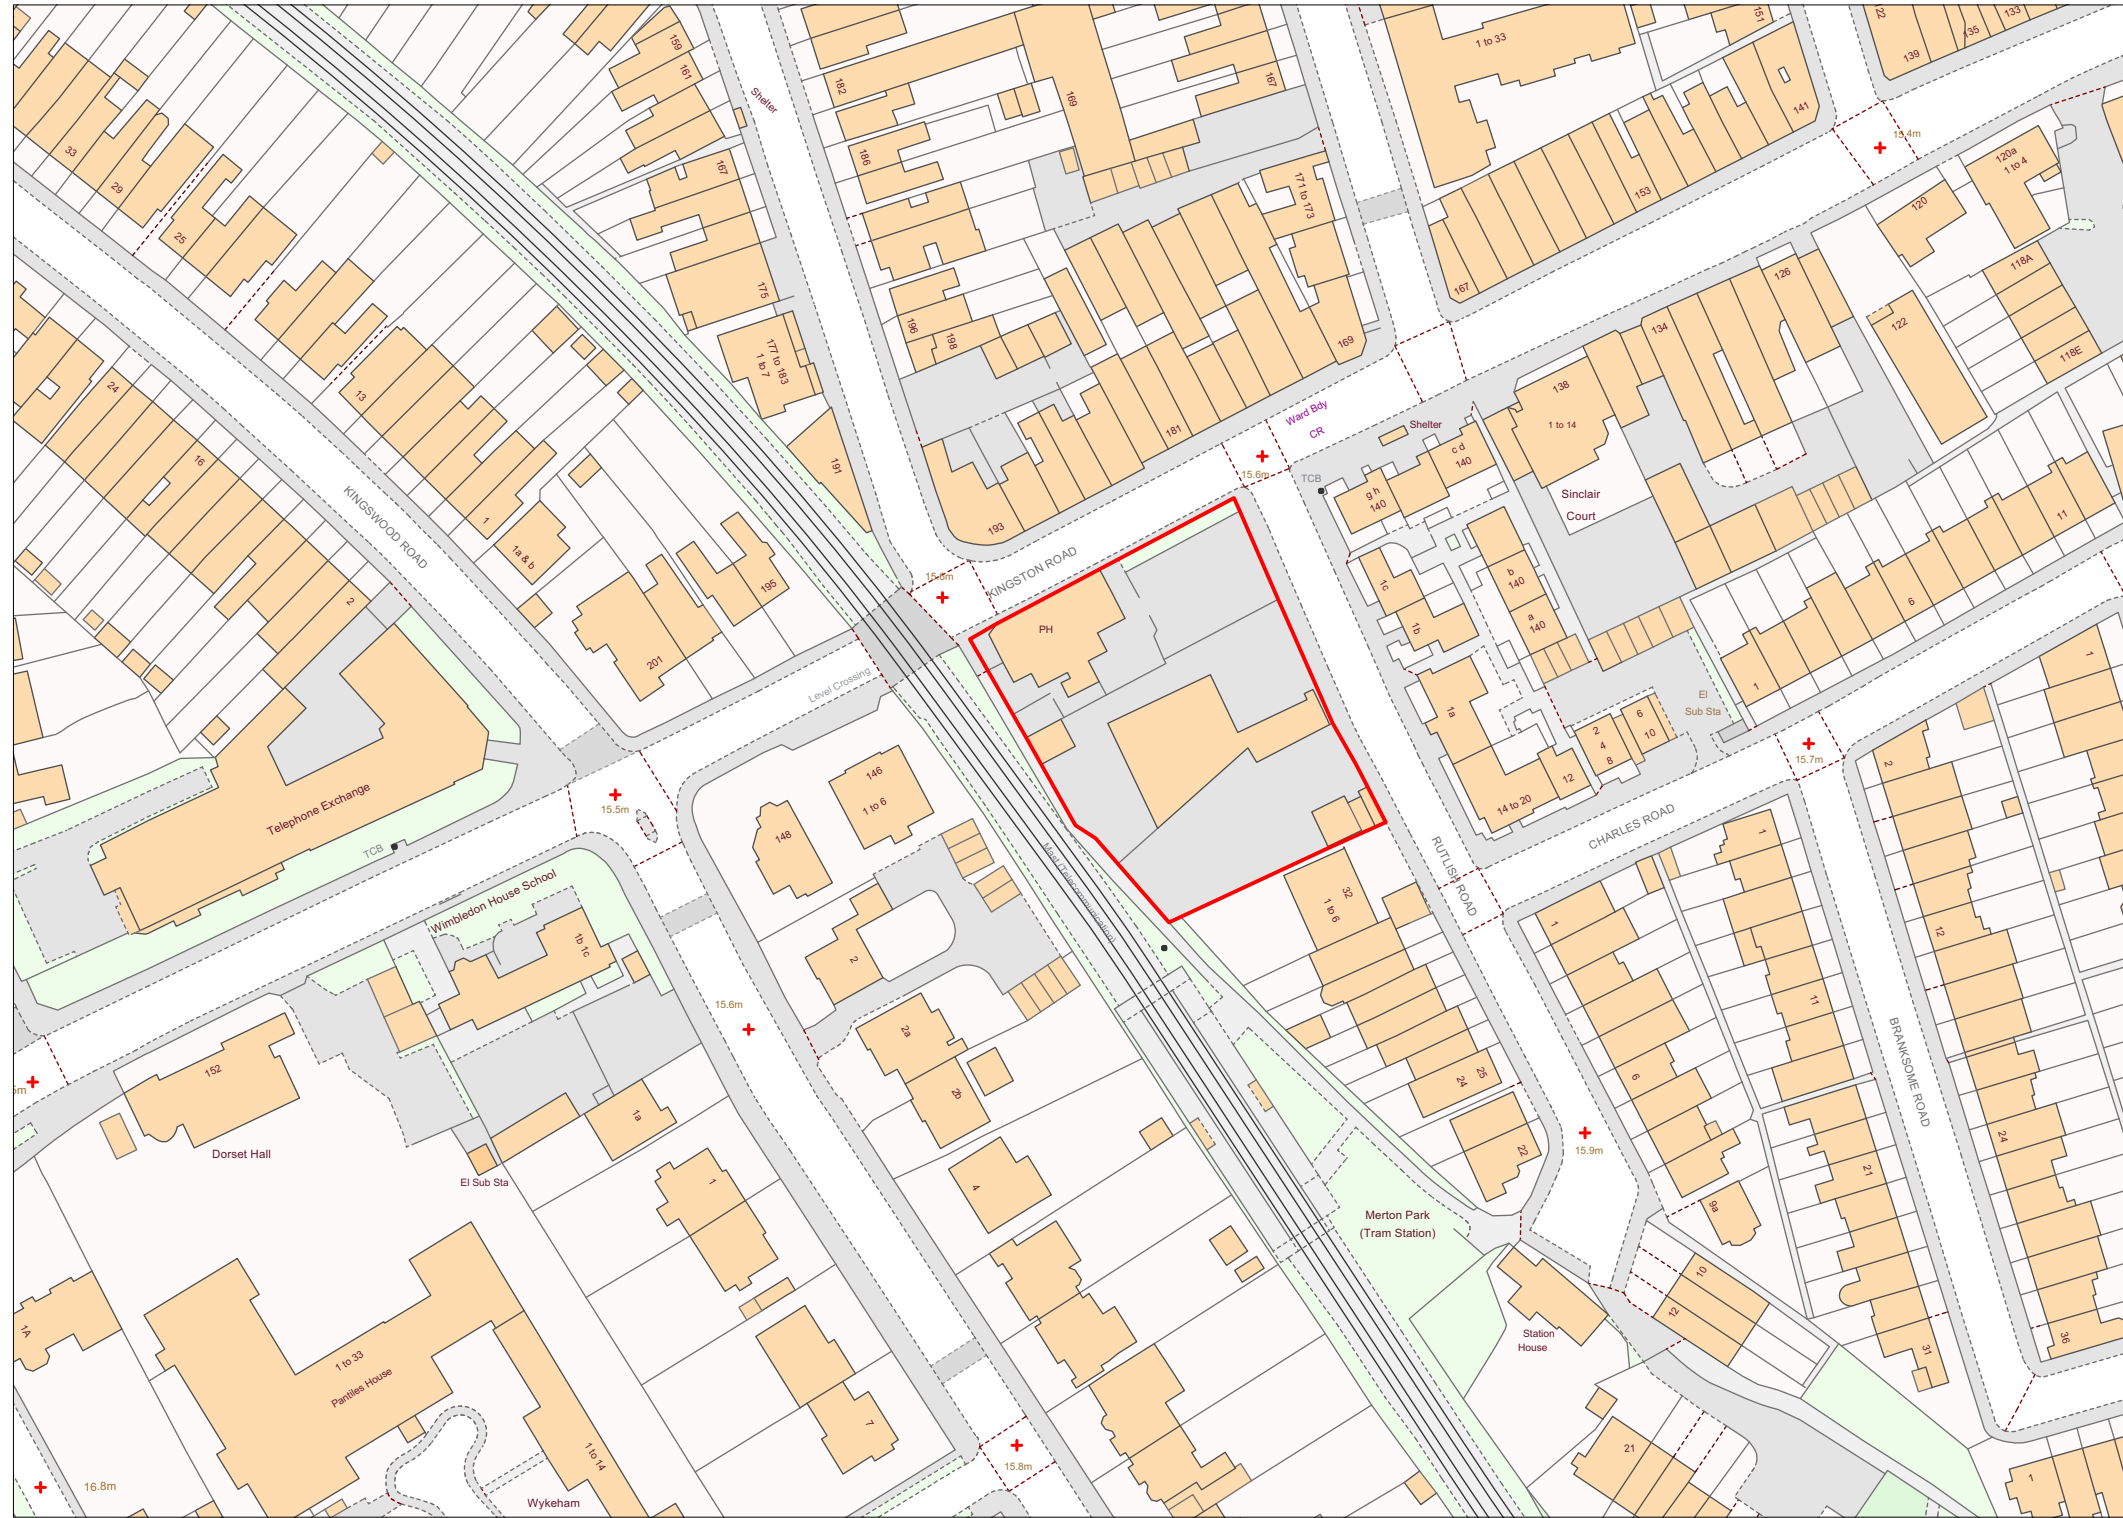 159
161
Shelter
182
169
167
1 to 33
151
22
139
135
133
141
15.4m
33
29
25
186
167
171 to 173
153
120a
1 to 4
120
118A
118E
122
126
134
138
1 to 14
167
169
175
177 to 183
1 to 7
196
198
181
193
191
Ward Bdy
CR
Shelter
TCB
15.6m
c d
140
g h
140
b
140
a
140
Sinclair
Court
11
6
1
24
16
13
1
1a & b
2
KINGSWOOD ROAD
195
201
KINGSTON ROAD
Level Crossing
PH
1c
1b
1a
El
Sub Sta
2
4
8
6
10
12
14 to 20
15.7m
CHARLES ROAD
RUTLISH ROAD
BRANKSOME ROAD
Telephone Exchange
TCB
15.5m
146
1 to 6
148
2
Mast (Telecommunication)
32
1 to 6
Wimbledon House School
1b 1c
15.6m
2a
2b
4
152
Dorset Hall
El Sub Sta
1a
1
7
24
25
22
15.9m
1
6
9a
1
11
21
31
2
12
24
36
1
Merton Park
(Tram Station)
Station
House
10
12
21
1
1A
1 to 33
Pantiles House
1 to 14
Wykeham
16.8m
15.8m